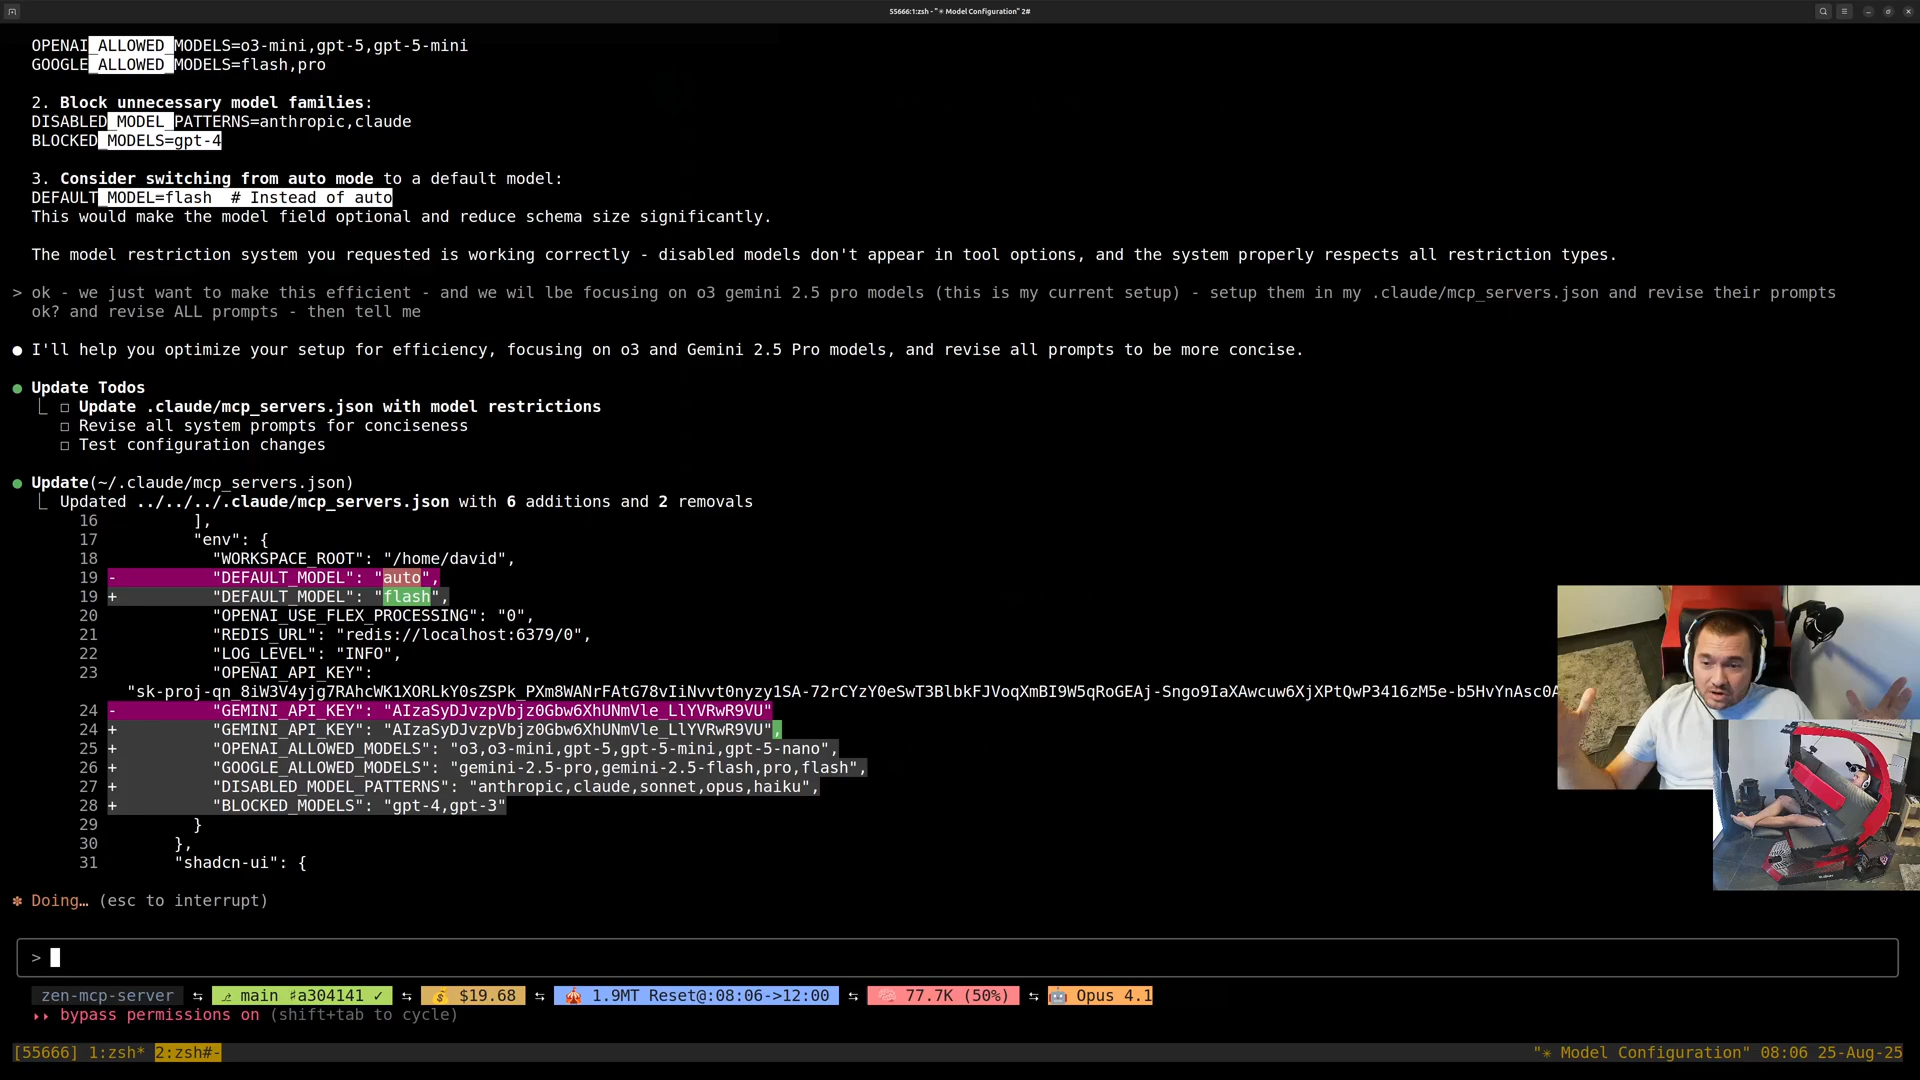 55666:1:zsh - "✳ Model Configuration" 2#
OPENAI_ALLOWED_MODELS=o3-mini,gpt-5,gpt-5-mini
GOOGLE_ALLOWED_MODELS=flash,pro
2. Block unnecessary model families:
DISABLED_MODEL_PATTERNS=anthropic,claude
BLOCKED_MODELS=gpt-4
3. Consider switching from auto mode to a default model:
DEFAULT_MODEL=flash  # Instead of auto
This would make the model field optional and reduce schema size significantly.
The model restriction system you requested is working correctly - disabled models don't appear in tool options, and the system properly respects all restriction types.
> ok - we just want to make this efficient - and we wil lbe focusing on o3 gemini 2.5 pro models (this is my current setup) - setup them in my .claude/mcp_servers.json and revise their prompts
ok? and revise ALL prompts - then tell me
● I'll help you optimize your setup for efficiency, focusing on o3 and Gemini 2.5 Pro models, and revise all prompts to be more concise.
● Update Todos
⎿ ☐ Update .claude/mcp_servers.json with model restrictions
☐ Revise all system prompts for conciseness
☐ Test configuration changes
● Update(~/.claude/mcp_servers.json)
⎿ Updated ../../../.claude/mcp_servers.json with 6 additions and 2 removals
16 ],
17 "env": {
18 "WORKSPACE_ROOT": "/home/david",
19 - "DEFAULT_MODEL": "auto",
19 + "DEFAULT_MODEL": "flash",
20 "OPENAI_USE_FLEX_PROCESSING": "0",
21 "REDIS_URL": "redis://localhost:6379/0",
22 "LOG_LEVEL": "INFO",
23 "OPENAI_API_KEY":
"sk-proj-qn_8iW3V4yjg7RAhcWK1XORLkY0sZSPk_PXm8WANrFAtG78vIiNvvt0nyzy1SA-72rCYzY0eSwT3BlbkFJVoqXmBI9W5qRoGEAj-Sngo9IaXAwcuw6XjXPtQwP3416zM5e-b5HvYnAsc0A
24 - "GEMINI_API_KEY": "AIzaSyDJvzpVbjz0Gbw6XhUNmVle_LlYVRwR9VU"
24 + "GEMINI_API_KEY": "AIzaSyDJvzpVbjz0Gbw6XhUNmVle_LlYVRwR9VU",
25 + "OPENAI_ALLOWED_MODELS": "o3,o3-mini,gpt-5,gpt-5-mini,gpt-5-nano",
26 + "GOOGLE_ALLOWED_MODELS": "gemini-2.5-pro,gemini-2.5-flash,pro,flash",
27 + "DISABLED_MODEL_PATTERNS": "anthropic,claude,sonnet,opus,haiku",
28 + "BLOCKED_MODELS": "gpt-4,gpt-3"
29 }
30 },
31 "shadcn-ui": {
✽ Doing… (esc to interrupt)
>
zen-mcp-server ⇆ main ♯a304141 ✓ ⇆ 💰 $19.68 ⇆ 🎪 1.9MT Reset@:08:06->12:00 ⇆ 🧠 77.7K (50%) ⇆ 🤖 Opus 4.1
⏵⏵ bypass permissions on (shift+tab to cycle)
[55666] 1:zsh* 2:zsh#- "✳ Model Configuration" 08:06 25-Aug-25